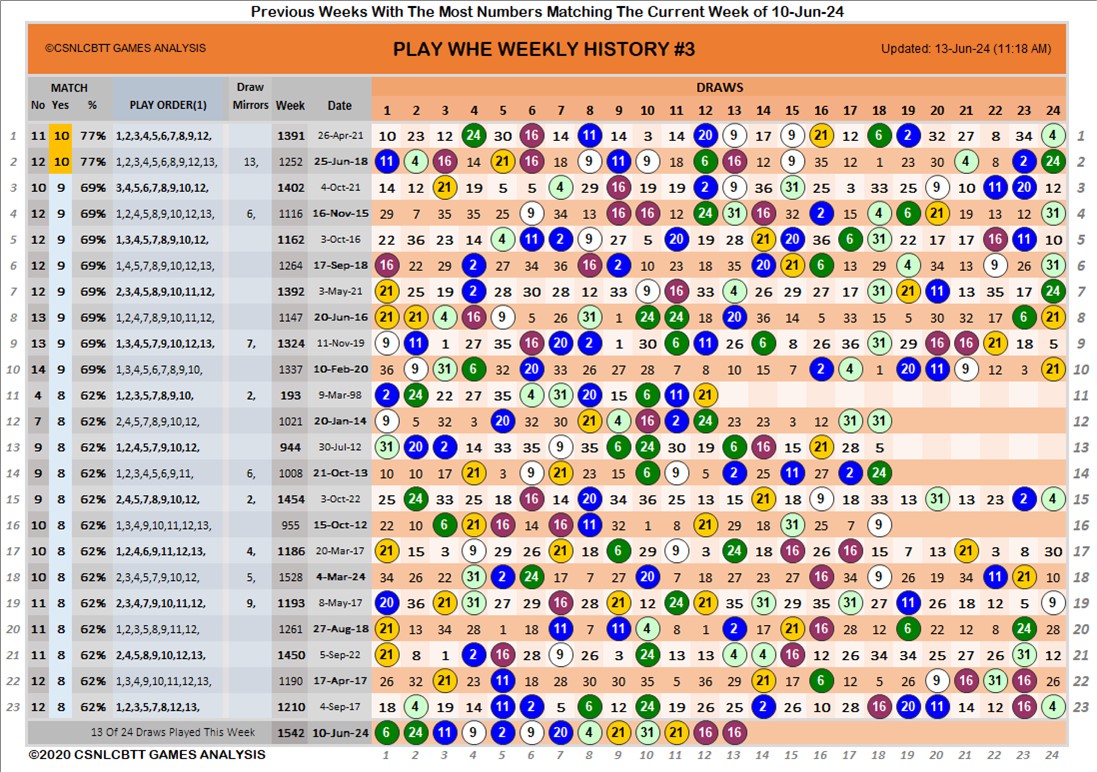 Previous Weeks With The Most Numbers Matching The Current Week of 10-Jun-24
©CSNLCBTT GAMES ANALYSIS PLAY WHE WEEKLY HISTORY #3 Updated: 13-Jun-24 (11:18 AM)
MATCH Draw DRAWS
No Yes % PLAY ORDER(1) Mirrors Week Date 1 2 3 4 5 6 7 8 9 10 11 12 13 14 15 16 17 18 19 20 21 22 23 24
1 11 10 77% 1,2,3,4,5,6,7,8,9,12, 1391 26-Apr-21 10 23 12 24 30 16 14 11 14 3 14 20 9 17 9 21 12 6 2 32 27 8 34 4 1
2 12 10 77% 1,2,3,4,5,6,8,9,12,13, 13, 1252 25-Jun-18 11 4 16 14 21 16 18 9 11 9 18 6 16 12 9 35 12 1 23 30 4 8 2 24 2
3 10 9 69% 3,4,5,6,7,8,9,10,12, 1402 4-Oct-21 14 12 21 19 5 5 4 29 16 19 19 2 9 35 31 25 3 33 25 9 10 11 20 12 3
4 12 9 69% 1,2,4,5,8,9,10,12,13, 6, 1116 16-Nov-15 29 7 35 35 25 9 34 13 16 16 12 24 31 16 32 2 15 4 6 21 19 13 12 31 4
5 12 9 69% 1,3,4,5,7,8,9,10,12, 1162 3-Oct-16 22 36 23 14 4 11 2 9 27 5 20 19 28 21 20 36 6 31 22 17 17 16 11 10 5
6 12 9 69% 1,4,5,7,8,9,10,12,13, 1264 17-Sep-18 16 22 29 2 27 34 36 16 2 10 23 18 35 20 21 6 13 29 4 34 13 9 26 31 6
7 12 9 69% 2,3,4,5,8,9,10,11,12, 1392 3-May-21 21 25 19 2 28 30 28 12 33 9 16 33 4 26 29 27 17 31 21 11 13 35 17 24 7
8 13 9 69% 1,2,4,7,8,9,10,11,12, 1147 20-Jun-16 21 21 4 16 9 5 26 31 1 24 24 18 20 36 14 5 33 15 5 30 32 17 6 21 8
9 13 9 69% 1,3,4,5,7,9,10,12,13, 7, 1324 11-Nov-19 9 11 1 27 35 16 20 2 1 30 6 11 26 6 8 26 36 31 29 16 16 21 18 5 9
10 14 9 69% 1,3,4,5,6,7,8,9,10, 1337 10-Feb-20 36 9 31 6 32 20 33 26 27 28 7 8 10 15 7 2 4 1 20 11 9 12 3 21 10
11 4 8 62% 1,2,3,5,7,8,9,10, 2, 193 9-Mar-98 2 24 22 27 35 4 31 20 15 6 11 21 11
12 7 8 62% 2,4,5,7,8,9,10,12, 1021 20-Jan-14 9 5 32 3 20 32 30 21 4 16 2 24 23 23 3 12 31 31 12
13 9 8 62% 1,2,4,5,6,7,10,12, 944 30-Jul-12 31 20 2 14 33 35 9 35 6 24 30 19 6 16 15 21 28 5 13
14 9 8 62% 1,2,3,4,5,6,9,11, 6, 1008 21-Oct-13 10 10 17 21 3 9 21 23 15 6 9 5 2 25 11 17 2 24 14
15 9 8 62% 2,4,5,7,8,9,10,12, 2, 1454 3-Oct-22 25 24 33 25 18 16 14 20 34 36 25 13 15 21 18 9 18 33 13 31 13 23 2 4 15
16 10 8 62% 1,3,4,9,10,11,12,13, 955 15-Oct-12 22 10 6 21 16 14 16 11 32 1 8 21 29 15 31 25 7 9 16
17 10 8 62% 1,2,4,6,9,11,12,13, 4, 1186 20-Mar-17 21 15 3 9 29 26 21 18 6 29 9 3 24 18 16 26 16 15 7 13 21 3 8 30 17
18 10 8 62% 2,3,4,5,7,9,10,12, 5, 1528 4-Mar-24 34 26 22 31 2 24 17 7 27 20 7 18 27 23 27 16 34 9 26 19 34 11 21 10 18
19 11 8 62% 2,3,4,7,9,10,11,12, 9, 1193 8-May-17 20 36 21 31 27 29 16 28 21 12 24 21 35 31 29 35 31 27 11 26 18 12 5 9 19
20 11 8 62% 1,2,3,5,8,9,11,12, 1261 27-Aug-18 21 13 34 28 1 18 11 7 11 4 8 1 2 17 21 16 28 12 6 22 12 8 24 28 20
21 11 8 62% 2,4,5,8,9,10,12,13, 1450 5-Sep-22 21 8 1 2 16 28 9 26 3 24 13 13 4 4 16 12 26 34 34 25 27 26 31 12 21
22 12 8 62% 1,3,4,9,10,11,12,13, 1190 17-Apr-17 26 32 21 23 11 18 28 30 30 35 5 36 29 21 17 6 12 5 20 9 16 31 16 26 22
23 12 8 62% 1,2,3,5,7,8,12,13, 1210 4-Sep-17 18 4 19 14 11 2 5 6 12 24 19 26 25 2 26 10 28 16 20 11 14 12 16 4 23
13 Of 24 Draws Played This Week 1542 10-Jun-24 6 24 11 9 2 9 20 4 21 31 21 16 16
©2020 CSNLCBTT GAMES ANALYSIS 1 2 3 4 5 6 7 8 9 10 11 12 13 14 15 16 17 18 19 20 21 22 23 24